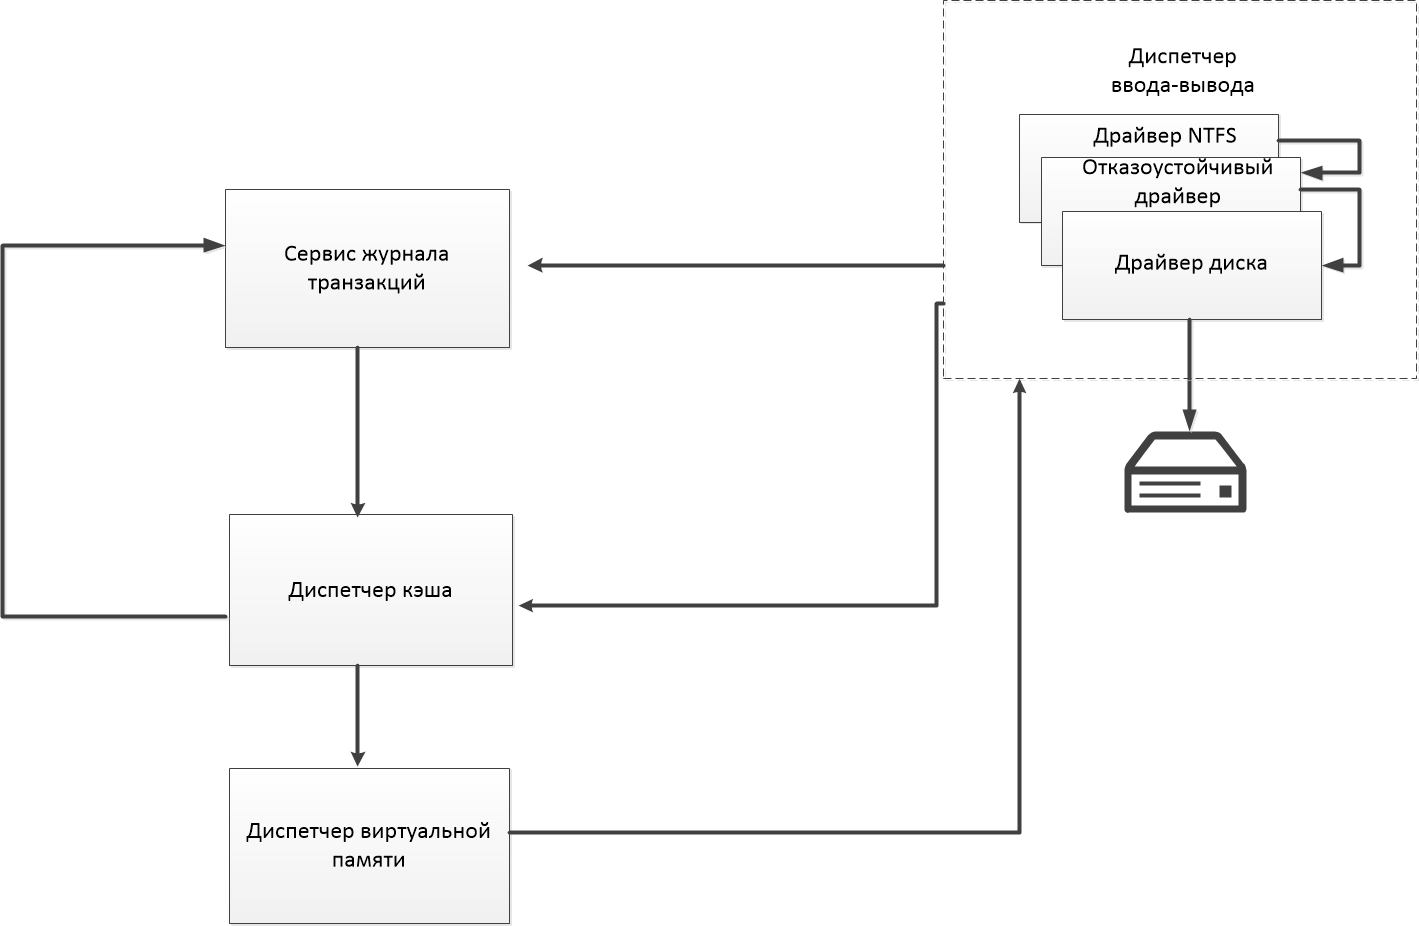 Диспетчер
ввода-вывода
Драйвер NTFS
Отказоустойчивый
драйвер
Драйвер диска
Сервис журнала
транзакций
Диспетчер кэша
Диспетчер виртуальной
памяти